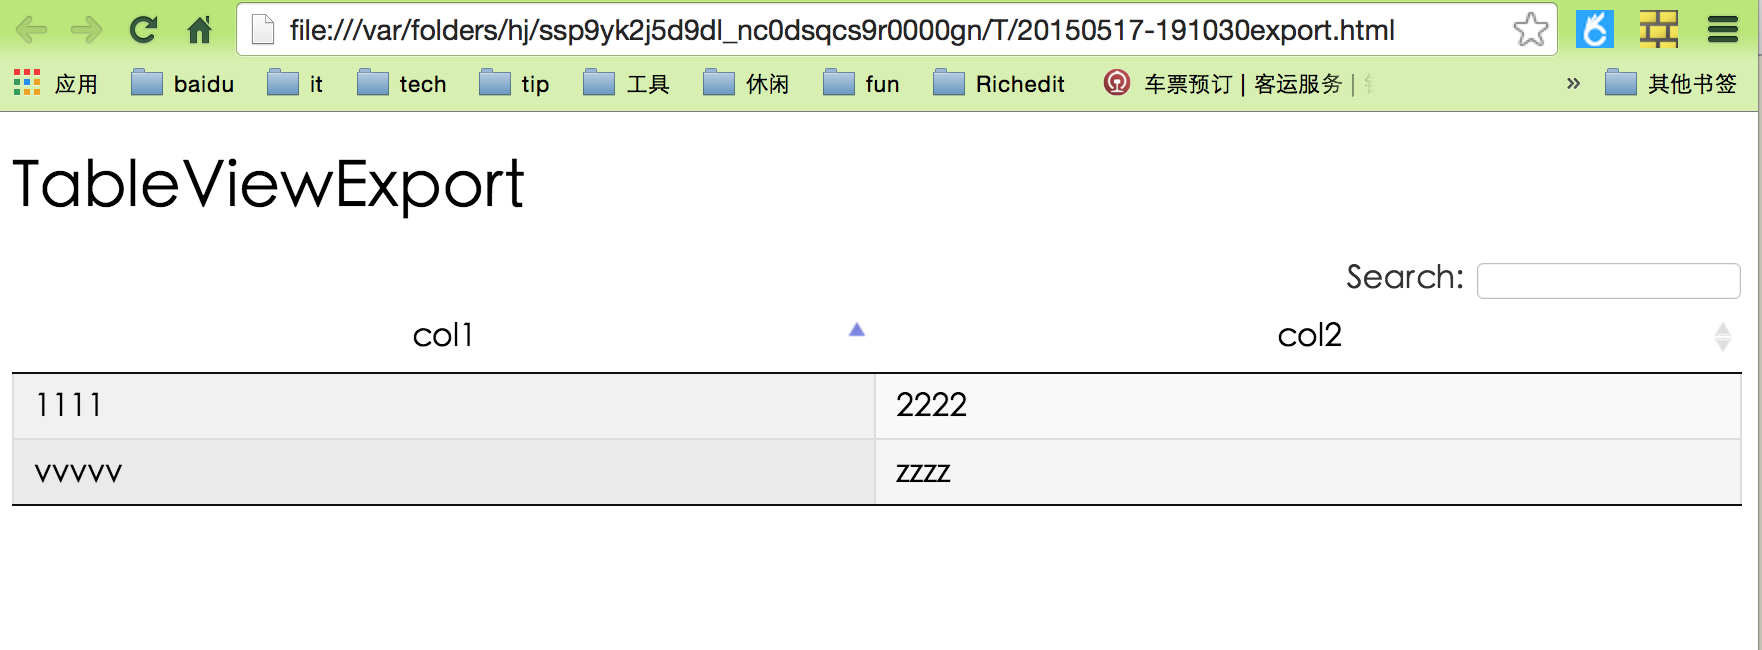 file:///var/folders/hj/ssp9yk2j5d9dl_nc0dsqcs9r0000gn/T/20150517-191030export.html
应用 baidu it tech tip 工具 休闲 fun Richedit 车票预订 | 客运服务 | » 其他书签
TableViewExport
Search:
col1 col2
1111 2222
vvvvv zzzz